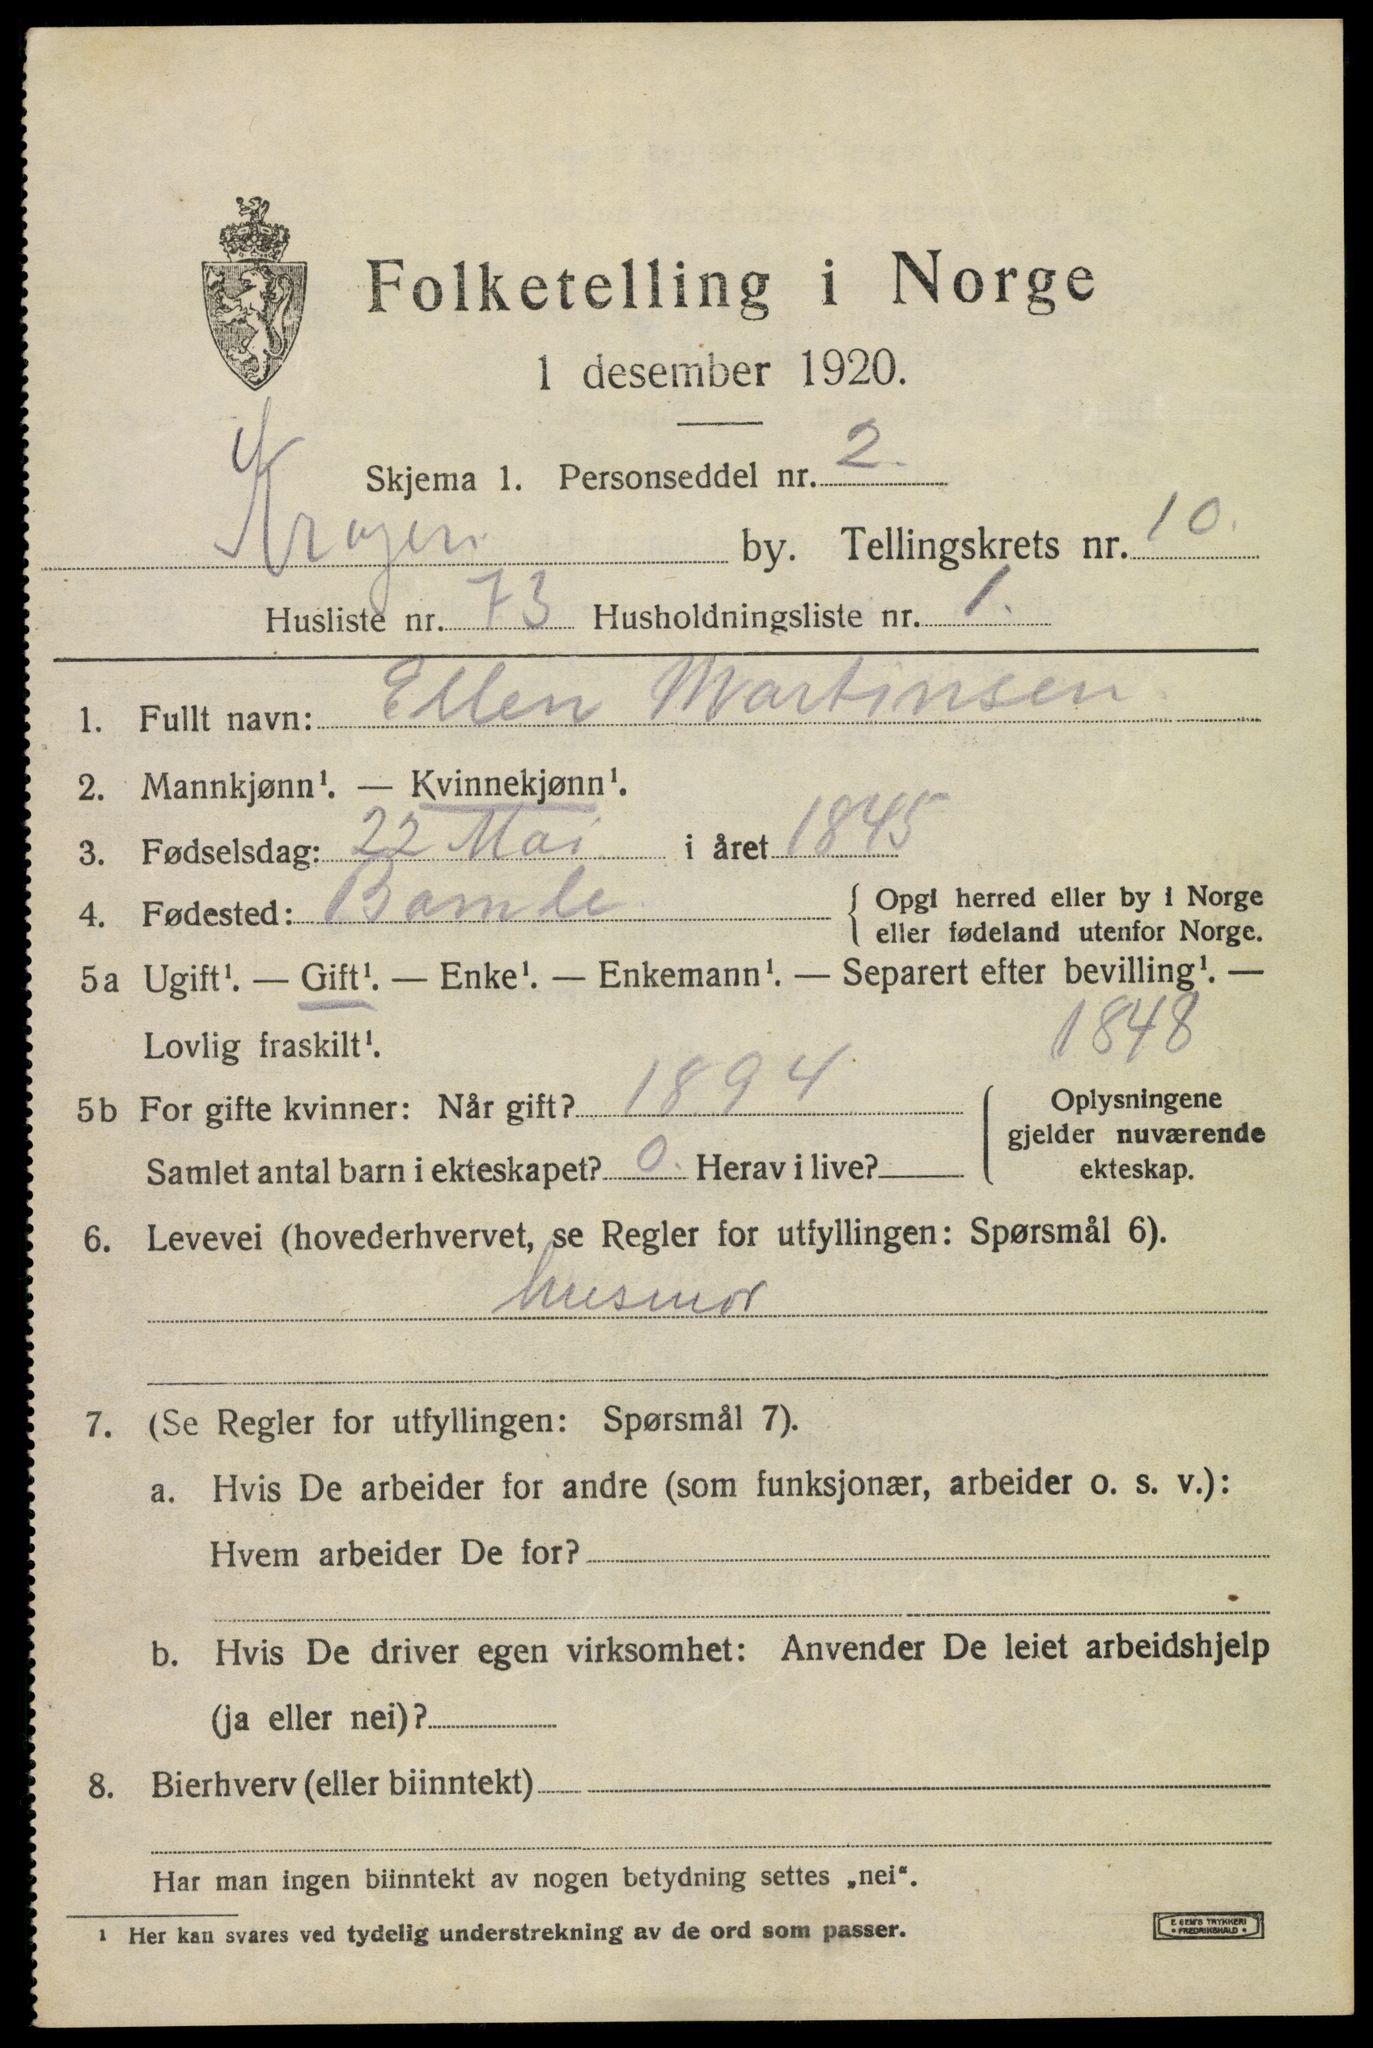 Folketelling i Norge
1 desember 1920.
Skjema 1. Personseddel nr. 2.
Kragerø by. Tellingskrets nr. 10.
Husliste nr. 73 Husholdningsliste nr. 1.
1. Fullt navn: Ellen Martinsen
2. Mannkjønn¹. — Kvinnekjønn¹.
3. Fødselsdag: 22 Mai i året 1845
4. Fødested: Bamle { Opgi herred eller by i Norge
eller fødeland utenfor Norge.
5a Ugift¹. — Gift¹. — Enke¹. — Enkemann¹. — Separert efter bevilling¹. —
Lovlig fraskilt¹. 1848
5b For gifte kvinner: Når gift? 1894
Samlet antal barn i ekteskapet? 0. Herav i live?
Oplysningene
gjelder nuværende
ekteskap.
6. Levevei (hovederhvervet, se Regler for utfyllingen: Spørsmål 6).
husmor
7. (Se Regler for utfyllingen: Spørsmål 7).
a. Hvis De arbeider for andre (som funksjonær, arbeider o. s. v.):
Hvem arbeider De for?
b. Hvis De driver egen virksomhet: Anvender De leiet arbeidshjelp
(ja eller nei)?
8. Bierhverv (eller biinntekt)
Har man ingen biinntekt av nogen betydning settes „nei“.
¹ Her kan svares ved tydelig understrekning av de ord som passer.
E SEM'S TRYKKERI
• FREDRIKSHALD •